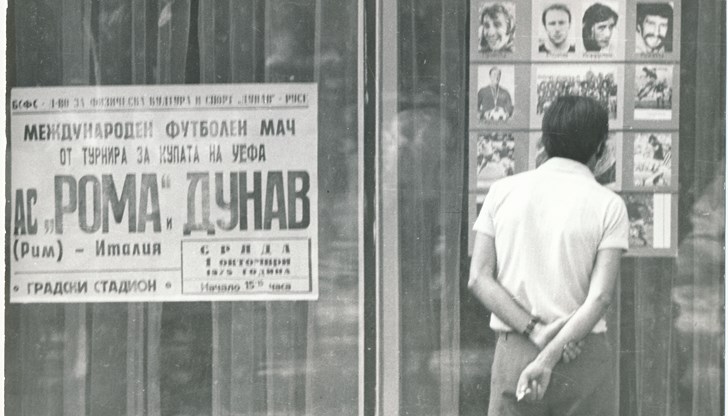 БСФС - Д-ВО ЗА ФИЗИЧЕСКА КУЛТУРА И СПОРТ „ДУНАВ“ - РУСЕ
МЕЖДУНАРОДЕН ФУТБОЛЕН МАЧ
ОТ ТУРНИРА ЗА КУПАТА НА УЕФА
АС „РОМА“ и ДУНАВ
(Рим) – Италия
СРЯДА
1 ОКТОМВРИ
1975 ГОДИНА
• ГРАДСКИ СТАДИОН •
Начало 15 часа